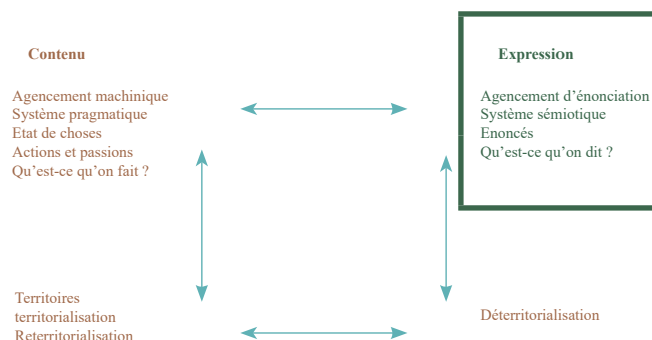 Contenu
Agencement machinique
Système pragmatique
Etat de choses
Actions et passions
Qu’est-ce qu’on fait ?
Expression
Agencement d’énonciation
Système sémiotique
Enoncés
Qu’est-ce qu’on dit ?
Territoires
territorialisation
Reterritorialisation
Déterritorialisation